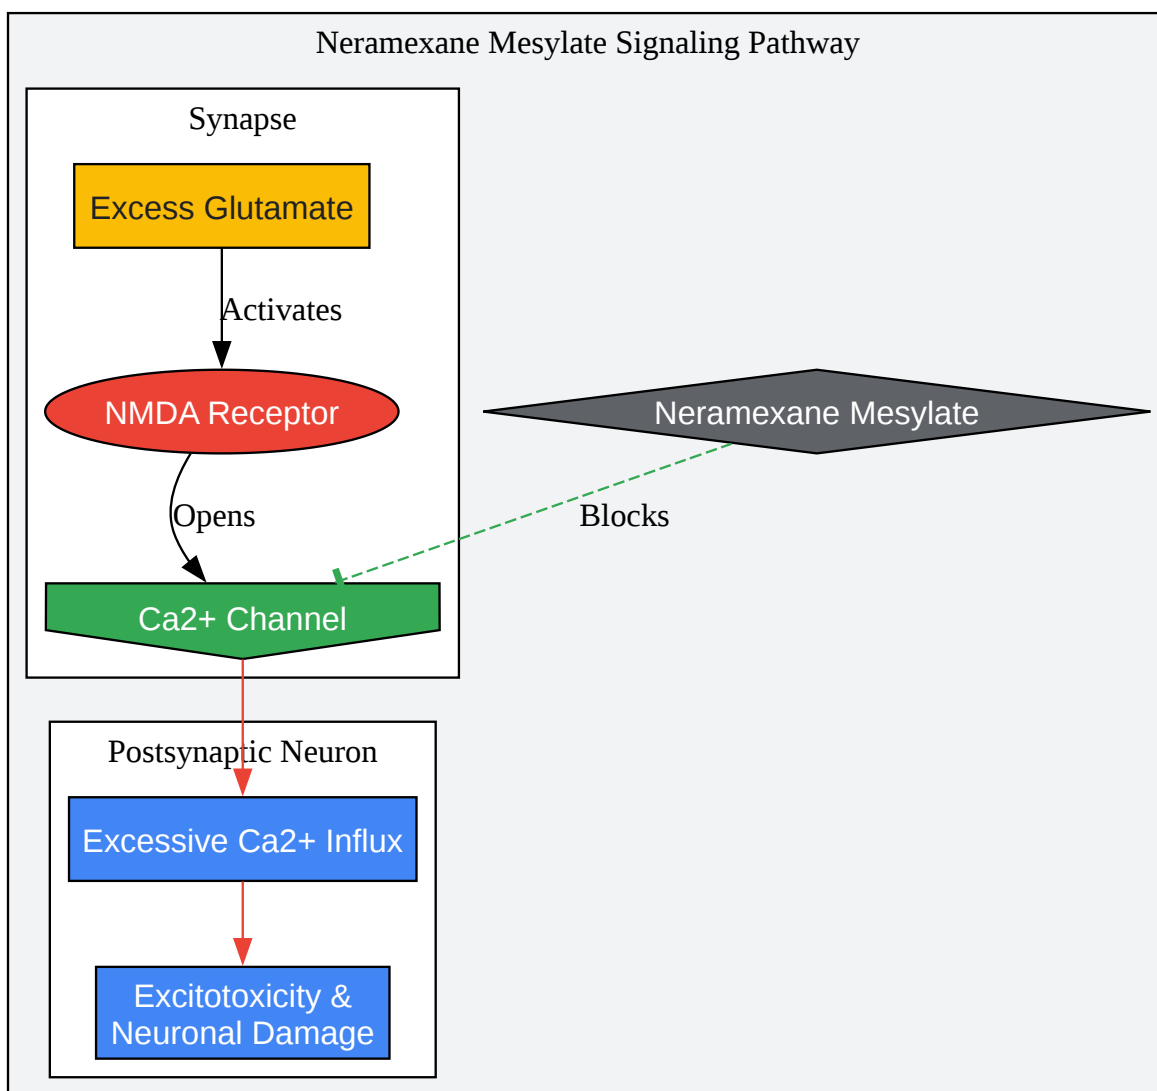 Neramexane Mesylate Signaling Pathway
Synapse
Excess Glutamate
Activates
NMDA Receptor
Neramexane Mesylate
Opens
Blocks
Ca2+ Channel
Postsynaptic Neuron
Excessive Ca2+ Influx
Excitotoxicity &
Neuronal Damage